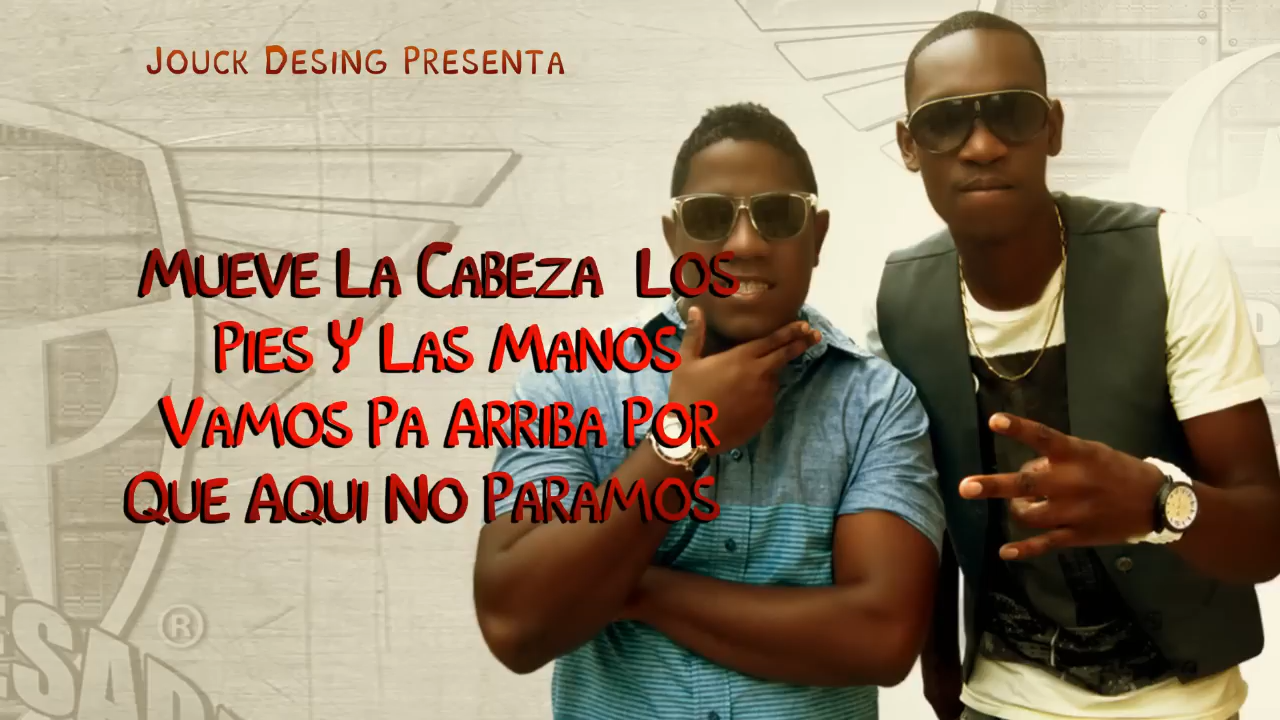 Jouck Desing Presenta
Mueve La Cabeza Los
Pies Y Las Manos
Vamos Pa Arriba Por
Que Aqui No Paramos
®